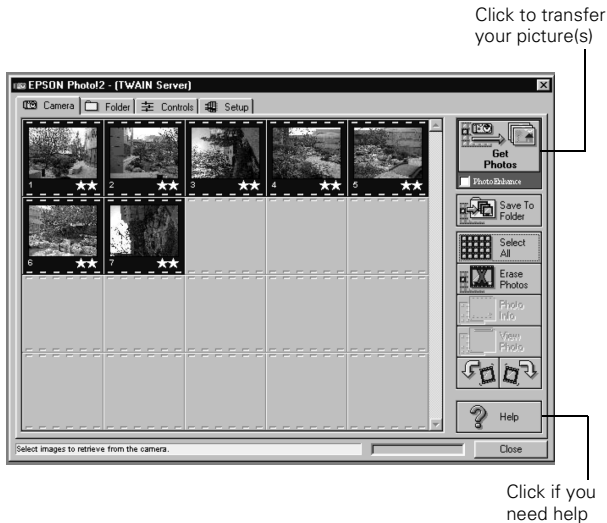 Click to transfer
your picture(s)
EPSON Photo!2 - (TWAIN Server)
Camera Folder Controls Setup
1 2 3 4 5
6 7
Get
Photos
PhotoEnhance
Save To
Folder
Select
All
Erase
Photos
Photo
Info
View
Photo
Help
Select images to retrieve from the camera.
Close
Click if you
need help